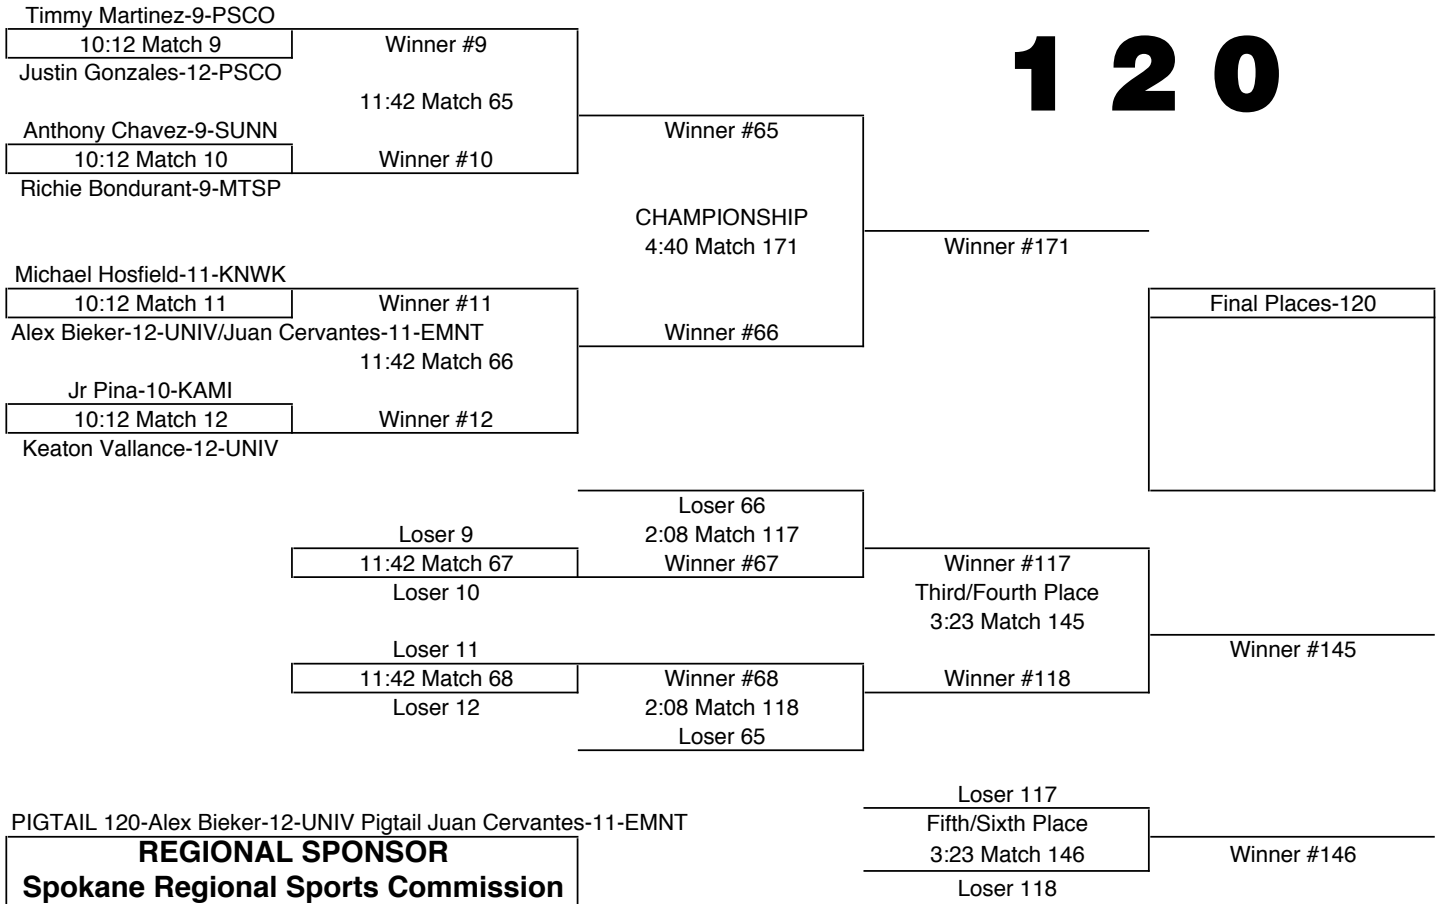 Timmy Martinez-9-PSCO
10:12 Match 9
Winner #9
Justin Gonzales-12-PSCO
11:42 Match 65
Anthony Chavez-9-SUNN
Winner #65
10:12 Match 10
Winner #10
Richie Bondurant-9-MTSP
120
CHAMPIONSHIP
4:40 Match 171
Winner #171
Michael Hosfield-11-KNWK
10:12 Match 11
Winner #11
Final Places-120
Alex Bieker-12-UNIV/Juan Cervantes-11-EMNT
Winner #66
11:42 Match 66
Jr Pina-10-KAMI
10:12 Match 12
Winner #12
Keaton Vallance-12-UNIV
Loser 66
Loser 9
2:08 Match 117
11:42 Match 67
Winner #67
Winner #117
Loser 10
Third/Fourth Place
3:23 Match 145
Loser 11
Winner #145
11:42 Match 68
Winner #68
Winner #118
Loser 12
2:08 Match 118
Loser 65
Loser 117
PIGTAIL 120-Alex Bieker-12-UNIV Pigtail Juan Cervantes-11-EMNT
Fifth/Sixth Place
REGIONAL SPONSOR
3:23 Match 146
Winner #146
Spokane Regional Sports Commission
Loser 118